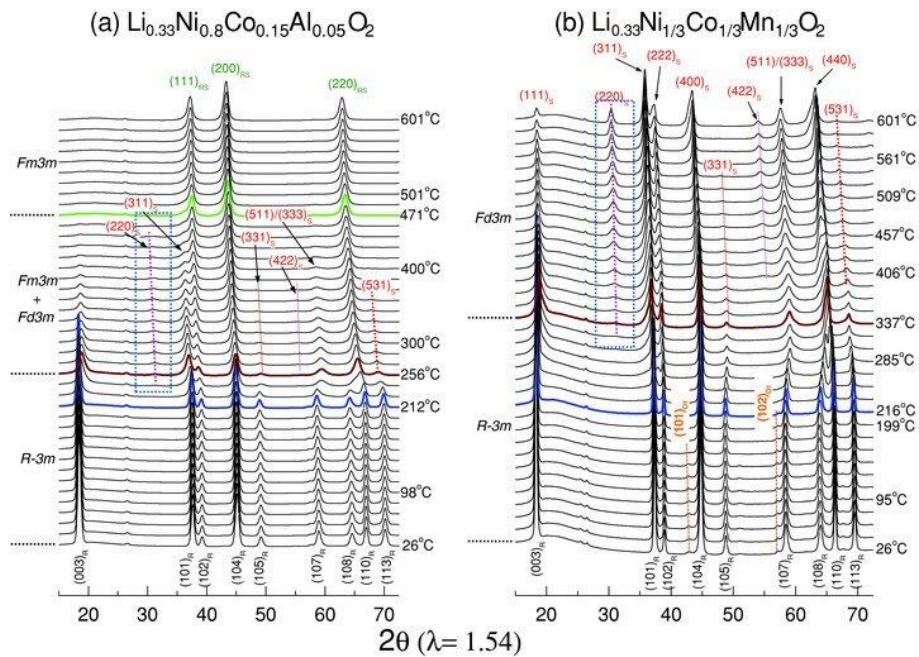 (a) Li0.33Ni0.8Co0.15Al0.05O2
(111)RS
(200)RS
(220)RS
601°C
Fm3m
501°C
471°C
(311)S
(220)S
(511)/(333)S
(331)S
(422)S
400°C
(531)S
Fm3m
+
Fd3m
300°C
256°C
212°C
R-3m
98°C
26°C
(003)R
(101)R
(102)R
(104)R
(105)R
(107)R
(108)R
(110)R
(113)R
20
30
40
50
60
70
(b) Li0.33Ni1/3Co1/3Mn1/3O2
(311)S
(222)S
(511)/(333)S
(440)S
(111)S
(220)S
(400)S
(422)S
(531)S
601°C
(331)S
561°C
509°C
Fd3m
457°C
406°C
337°C
285°C
(101)O1
(102)O1
216°C
199°C
R-3m
95°C
26°C
(003)R
(101)R
(102)R
(104)R
(105)R
(107)R
(108)R
(110)R
(113)R
20
30
40
50
60
70
2θ (λ= 1.54)